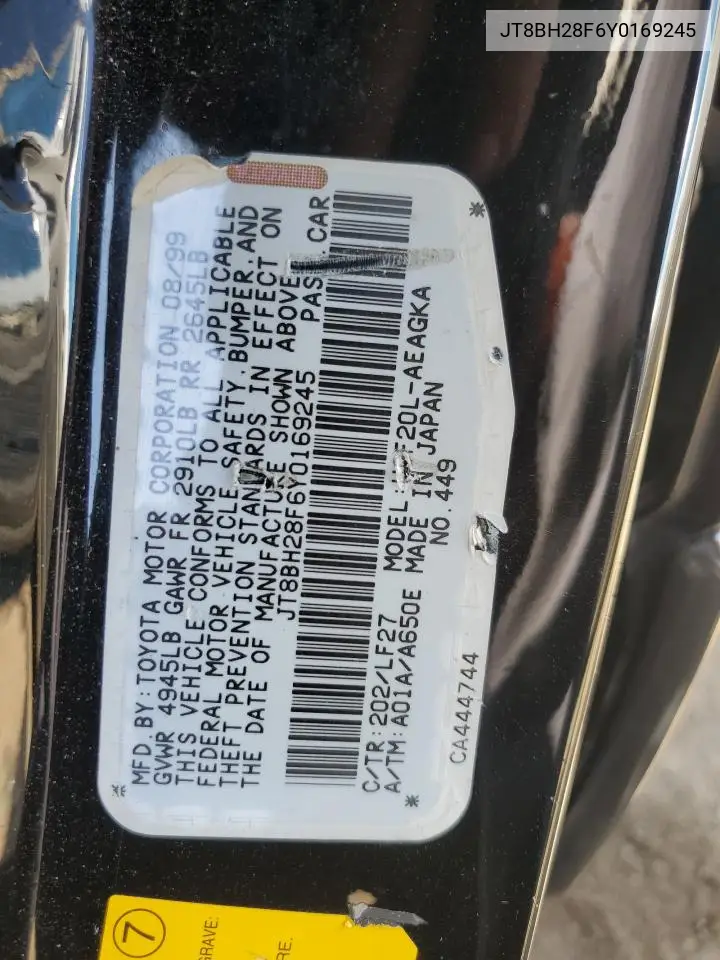 JT8BH28F6Y0169245
MFD. BY: TOYOTA MOTOR CORPORATION 08/99
GVWR 4945LB GAWR FR 2910LB RR 2645LB
THIS VEHICLE CONFORMS TO ALL APPLICABLE
FEDERAL MOTOR VEHICLE SAFETY, BUMPER, AND
THEFT PREVENTION STANDARDS IN EFFECT ON
THE DATE OF MANUFACTURE SHOWN ABOVE.
JT8BH28F6Y0169245 PAS CAR
C/TR: 202/LF27 MODEL: F20L-AEAGKA
A/TM: A01A/A650E MADE IN JAPAN
NO. 449
CA444744
7
GRAVE:
RE.